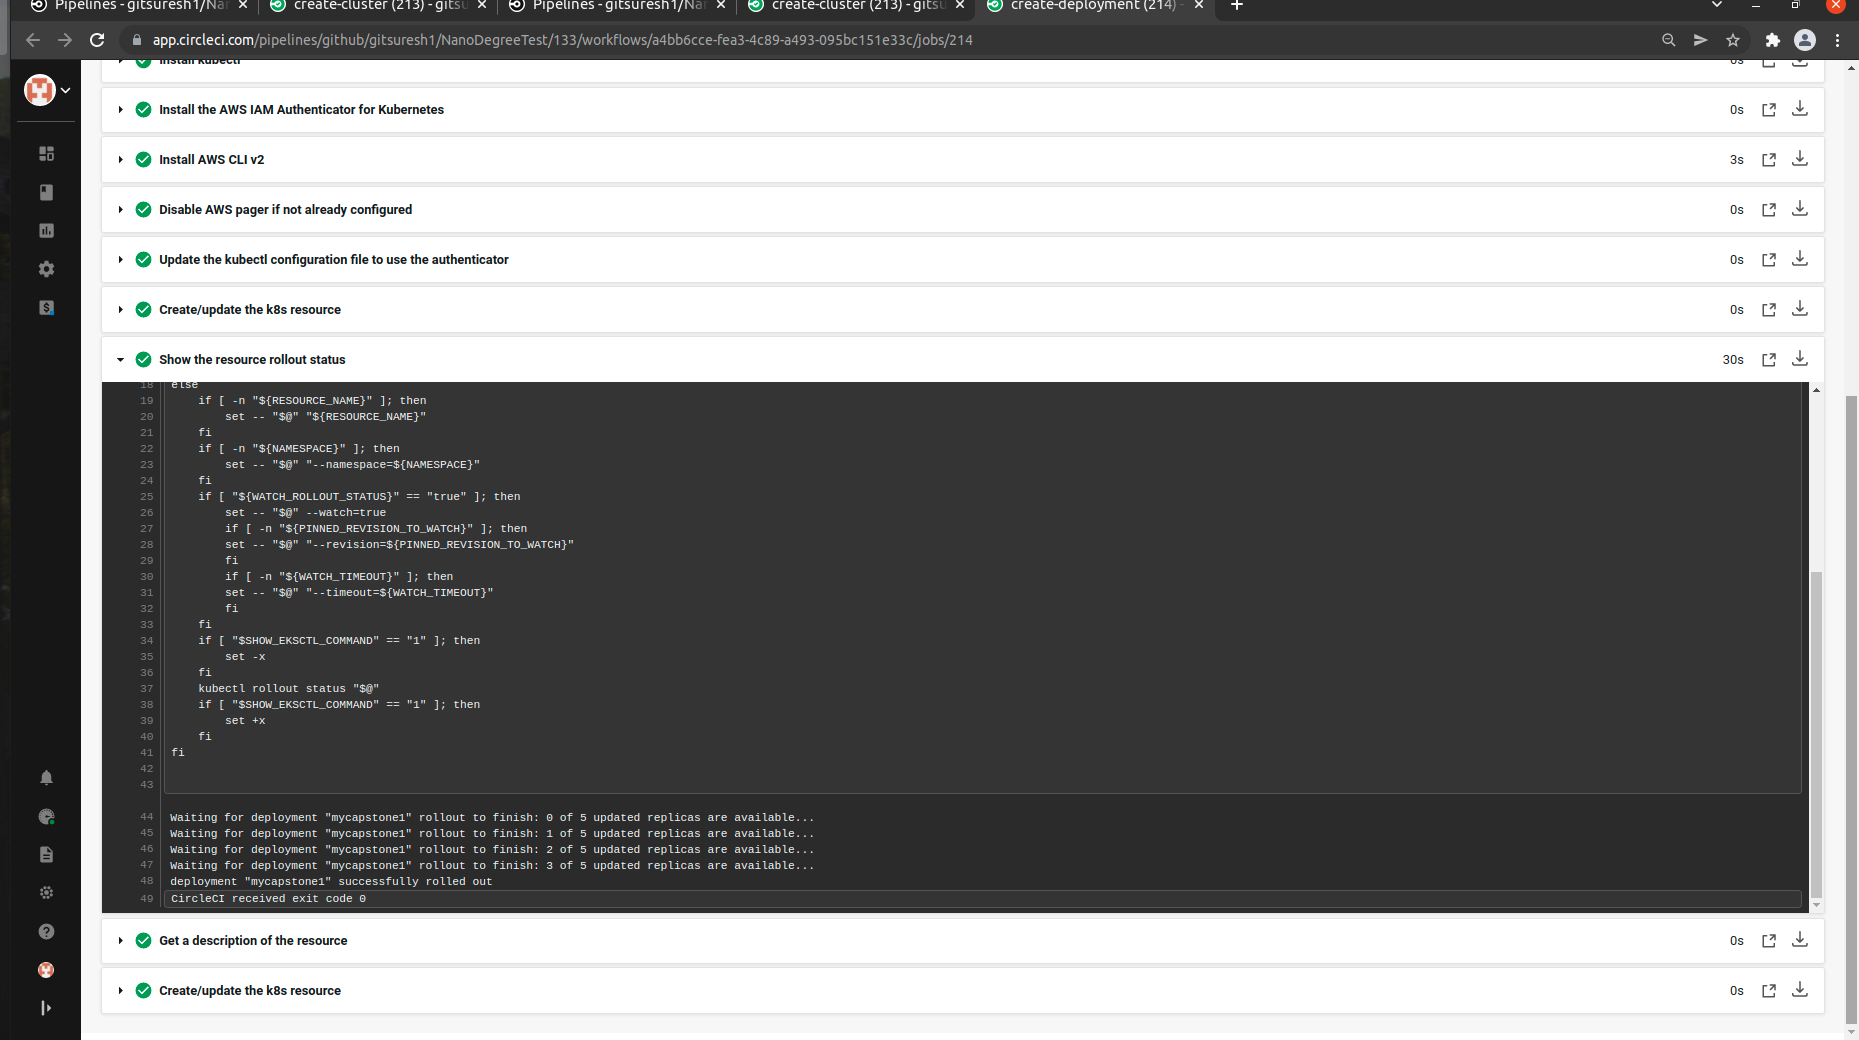 Pipelines - gitsuresh1/Nan
create-cluster (213) - gitsu
Pipelines - gitsuresh1/Nan
create-cluster (213) - gitsu
create-deployment (214) -
app.circleci.com/pipelines/github/gitsuresh1/NanoDegreeTest/133/workflows/a4bb6cce-fea3-4c89-a493-095bc151e33c/jobs/214
Install kubectl 0s
Install the AWS IAM Authenticator for Kubernetes 0s
Install AWS CLI v2 3s
Disable AWS pager if not already configured 0s
Update the kubectl configuration file to use the authenticator 0s
Create/update the k8s resource 0s
Show the resource rollout status 30s
18 else
19 if [ -n "${RESOURCE_NAME}" ]; then
20 set -- "$@" "${RESOURCE_NAME}"
21 fi
22 if [ -n "${NAMESPACE}" ]; then
23 set -- "$@" "--namespace=${NAMESPACE}"
24 fi
25 if [ "${WATCH_ROLLOUT_STATUS}" == "true" ]; then
26 set -- "$@" --watch=true
27 if [ -n "${PINNED_REVISION_TO_WATCH}" ]; then
28 set -- "$@" "--revision=${PINNED_REVISION_TO_WATCH}"
29 fi
30 if [ -n "${WATCH_TIMEOUT}" ]; then
31 set -- "$@" "--timeout=${WATCH_TIMEOUT}"
32 fi
33 fi
34 if [ "$SHOW_EKSCTL_COMMAND" == "1" ]; then
35 set -x
36 fi
37 kubectl rollout status "$@"
38 if [ "$SHOW_EKSCTL_COMMAND" == "1" ]; then
39 set +x
40 fi
41 fi
42
43
44 Waiting for deployment "mycapstone1" rollout to finish: 0 of 5 updated replicas are available...
45 Waiting for deployment "mycapstone1" rollout to finish: 1 of 5 updated replicas are available...
46 Waiting for deployment "mycapstone1" rollout to finish: 2 of 5 updated replicas are available...
47 Waiting for deployment "mycapstone1" rollout to finish: 3 of 5 updated replicas are available...
48 deployment "mycapstone1" successfully rolled out
49 CircleCI received exit code 0
Get a description of the resource 0s
Create/update the k8s resource 0s